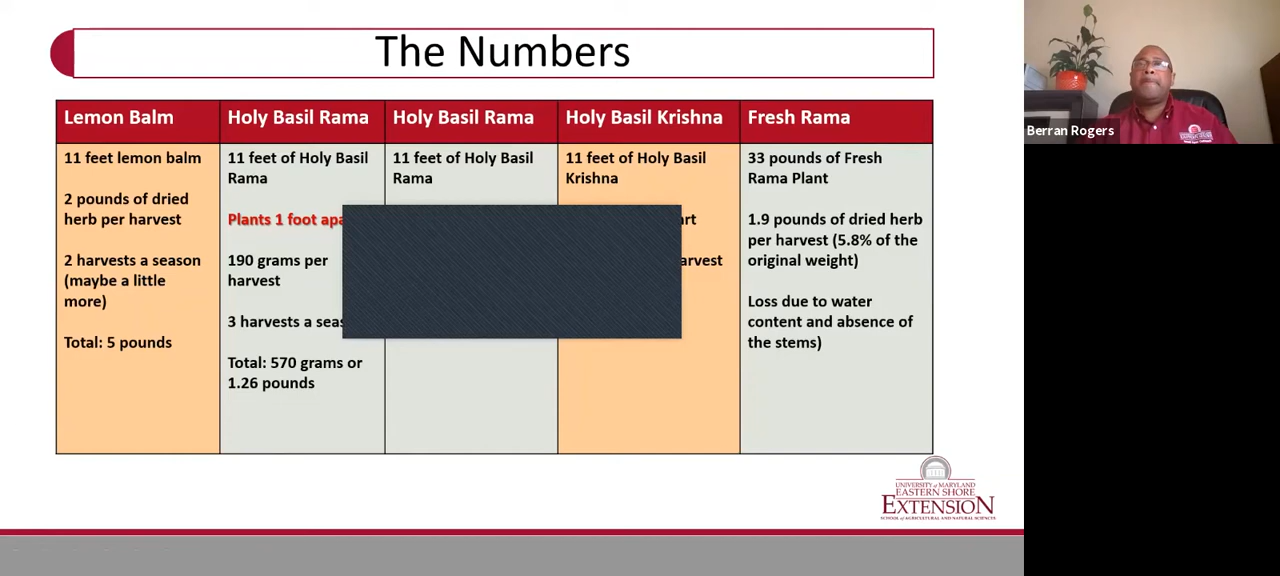 The Numbers
Lemon Balm
11 feet lemon balm
2 pounds of dried
herb per harvest
2 harvests a season
(maybe a little
more)
Total: 5 pounds
Holy Basil Rama
11 feet of Holy Basil
Rama
Plants 1 foot
190 grams per
harvest
3 harvests a
Total: 570 grams or
1.26 pounds
Holy Basil Rama
11 feet of Holy Basil
Rama
Holy Basil Krishna
11 feet of Holy Basil
Krishna
Fresh Rama
33 pounds of Fresh
Rama Plant
1.9 pounds of dried herb
per harvest (5.8% of the
original weight)
Loss due to water
content and absence of
the stems)
Berran Rogers
UNIVERSITY of MARYLAND
EASTERN SHORE
EXTENSION
SCHOOL of AGRICULTURAL AND NATURAL SCIENCES